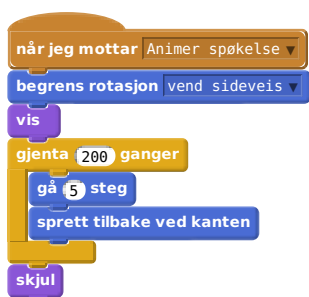 når jeg mottar Animer spøkelse
begrens rotasjon vend sideveis
vis
gjenta 200 ganger
gå 5 steg
sprett tilbake ved kanten
skjul